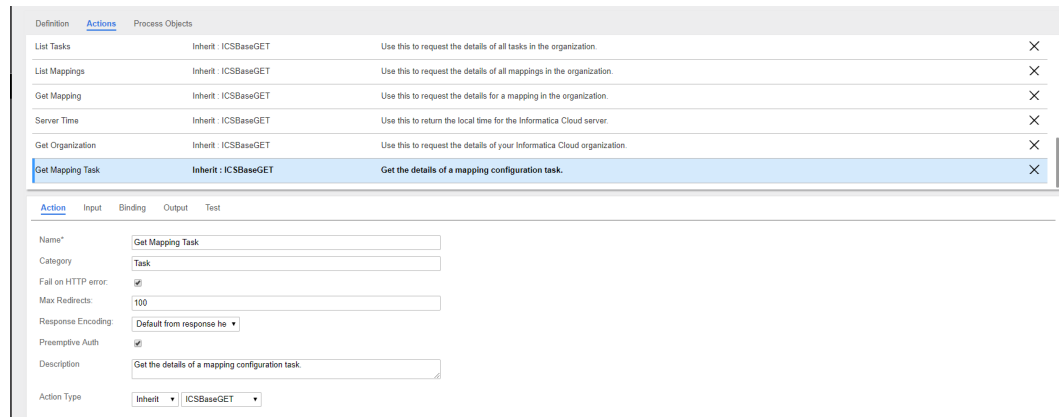 Definition Actions Process Objects
List Tasks Inherit : ICSBaseGET Use this to request the details of all tasks in the organization.
List Mappings Inherit : ICSBaseGET Use this to request the details of all mappings in the organization.
Get Mapping Inherit : ICSBaseGET Use this to request the details for a mapping in the organization.
Server Time Inherit : ICSBaseGET Use this to return the local time for the Informatica Cloud server.
Get Organization Inherit : ICSBaseGET Use this to request the details of your Informatica Cloud organization.
Get Mapping Task Inherit : ICSBaseGET Get the details of a mapping configuration task.
Action Input Binding Output Test
Name* Get Mapping Task
Category Task
Fail on HTTP error:
Max Redirects: 100
Response Encoding: Default from response he
Preemptive Auth
Description Get the details of a mapping configuration task.
Action Type Inherit ICSBaseGET